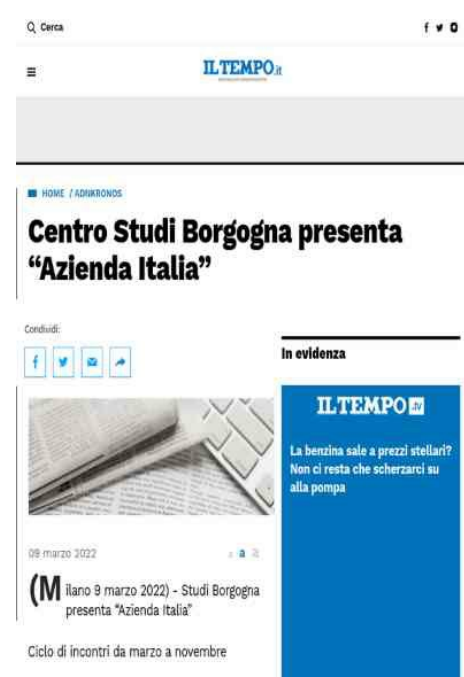 Cerca
IL TEMPO.it
HOME / ADNKRONOS
Centro Studi Borgogna presenta
“Azienda Italia”
Condividi:
In evidenza
IL TEMPO TV
La benzina sale a prezzi stellari?
Non ci resta che scherzarci su
alla pompa
09 marzo 2022
a a a
(Milano 9 marzo 2022) - Studi Borgogna
presenta “Azienda Italia”
Ciclo di incontri da marzo a novembre